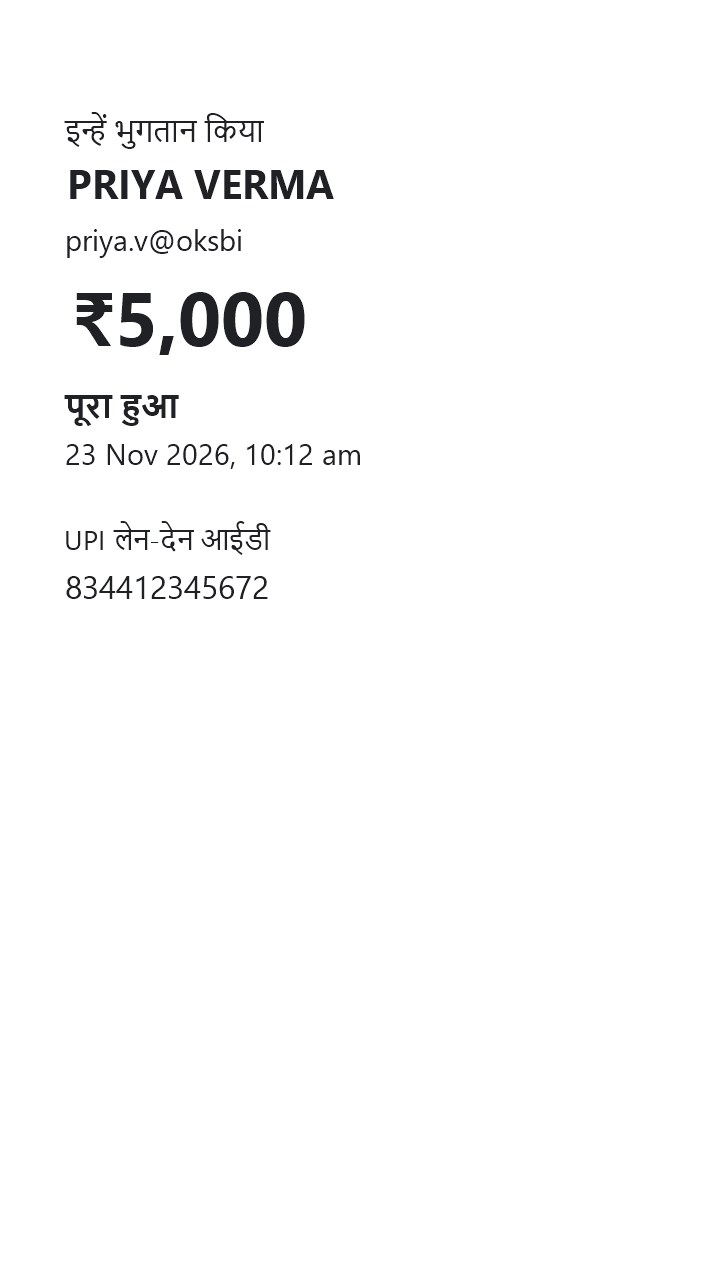 इन्हें भुगतान किया
PRIYA VERMA
priya.v@oksbi
₹5,000
पूरा हुआ
23 Nov 2026, 10:12 am
UPI लेन-देन आईडी
834412345672